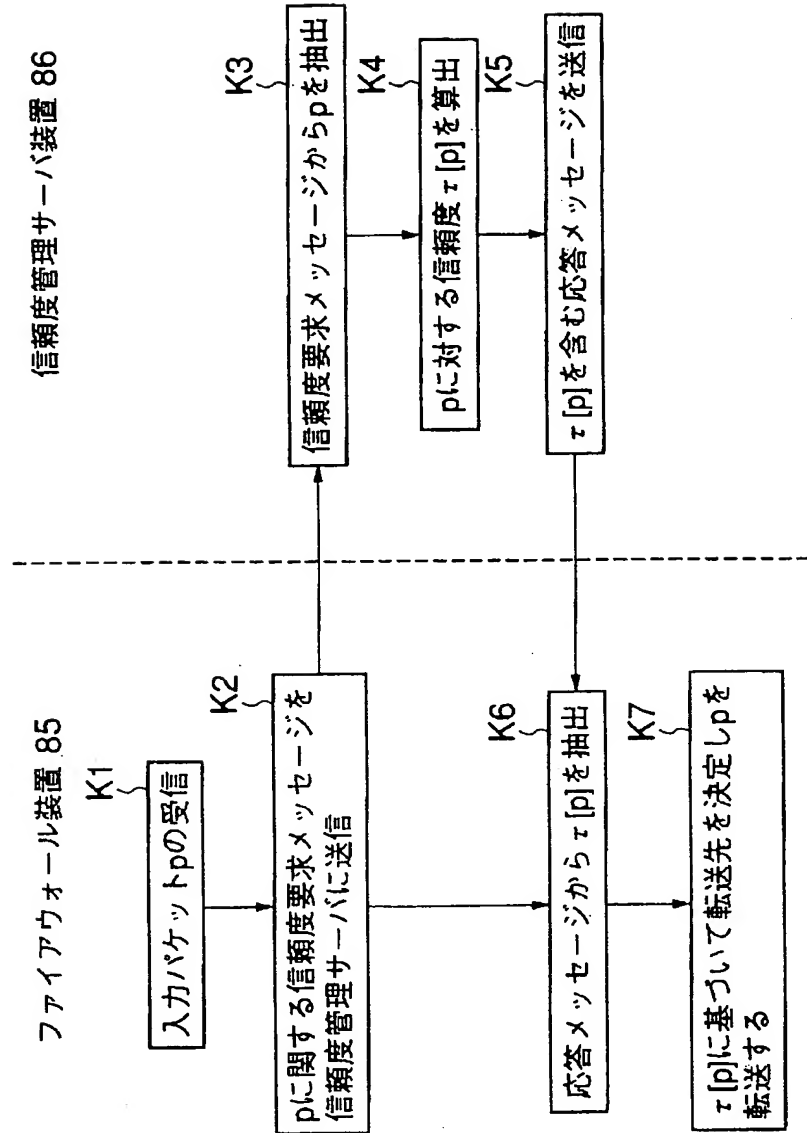 ファイアウォール装置 85
K1
入力パケットpの受信
K2
pに関する信頼度要求メッセージを
信頼度管理サーバに送信
K6
応答メッセージからτ[p]を抽出
K7
τ[p]に基づいて転送先を決定しpを
転送する
信頼度管理サーバ装置 86
K3
信頼度要求メッセージからpを抽出
K4
pに対する信頼度τ[p]を算出
K5
τ[p]を含む応答メッセージを送信